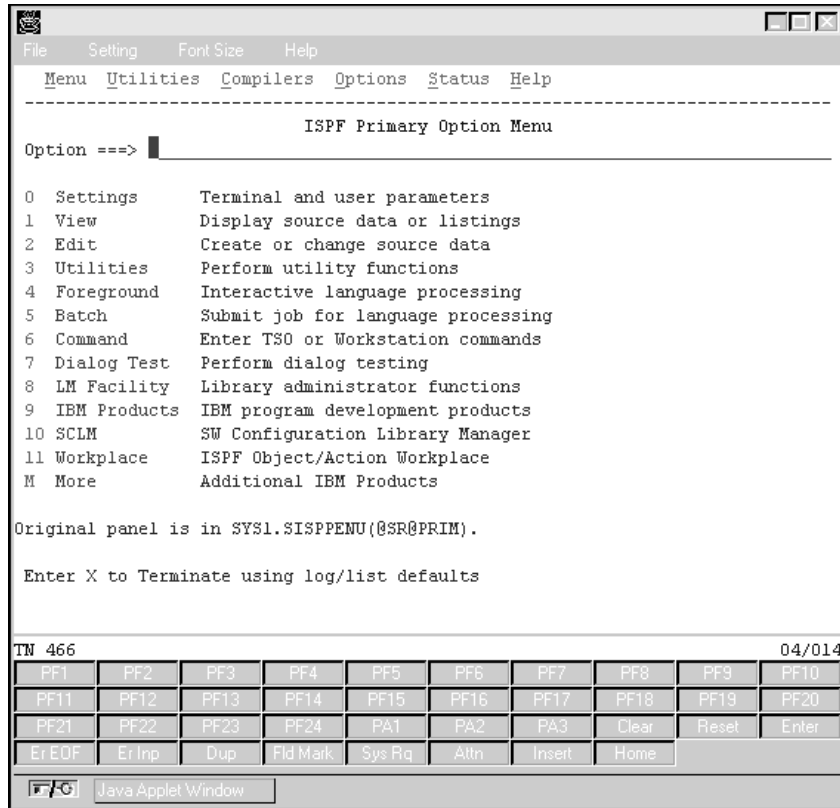 File Setting Font Size Help
Menu Utilities Compilers Options Status Help
ISPF Primary Option Menu
Option ===>
0 Settings Terminal and user parameters
1 View Display source data or listings
2 Edit Create or change source data
3 Utilities Perform utility functions
4 Foreground Interactive language processing
5 Batch Submit job for language processing
6 Command Enter TSO or Workstation commands
7 Dialog Test Perform dialog testing
8 LM Facility Library administrator functions
9 IBM Products IBM program development products
10 SCLM SW Configuration Library Manager
11 Workplace ISPF Object/Action Workplace
M More Additional IBM Products
Original panel is in SYS1.SISPPENU(@SR@PRIM).
Enter X to Terminate using log/list defaults
TN 466 04/014
PF1 PF2 PF3 PF4 PF5 PF6 PF7 PF8 PF9 PF10
PF11 PF12 PF13 PF14 PF15 PF16 PF17 PF18 PF19 PF20
PF21 PF22 PF23 PF24 PA1 PA2 PA3 Clear Reset Enter
Er EOF Er Inp Dup Fld Mark Sys Rq Attn Insert Home
Java Applet Window